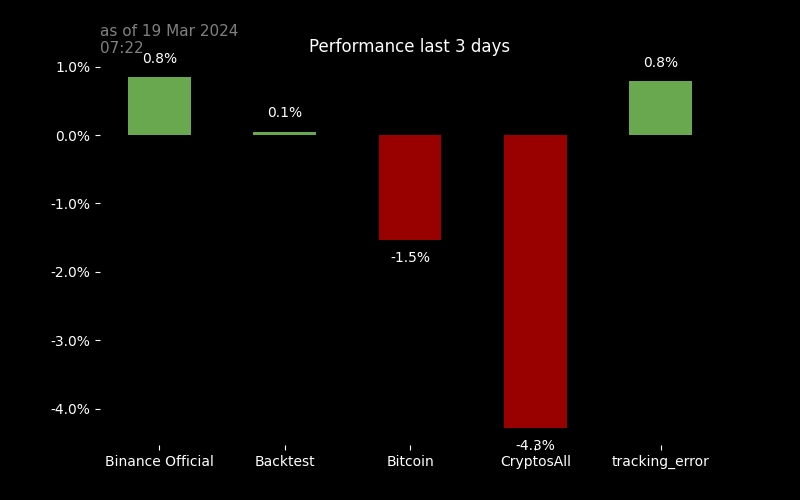 as of 19 Mar 2024
07:22
Performance last 3 days
1.0%
0.0%
-1.0%
-2.0%
-3.0%
-4.0%
0.8%
0.1%
-1.5%
-4.3%
0.8%
Binance Official
Backtest
Bitcoin
CryptosAll
tracking_error